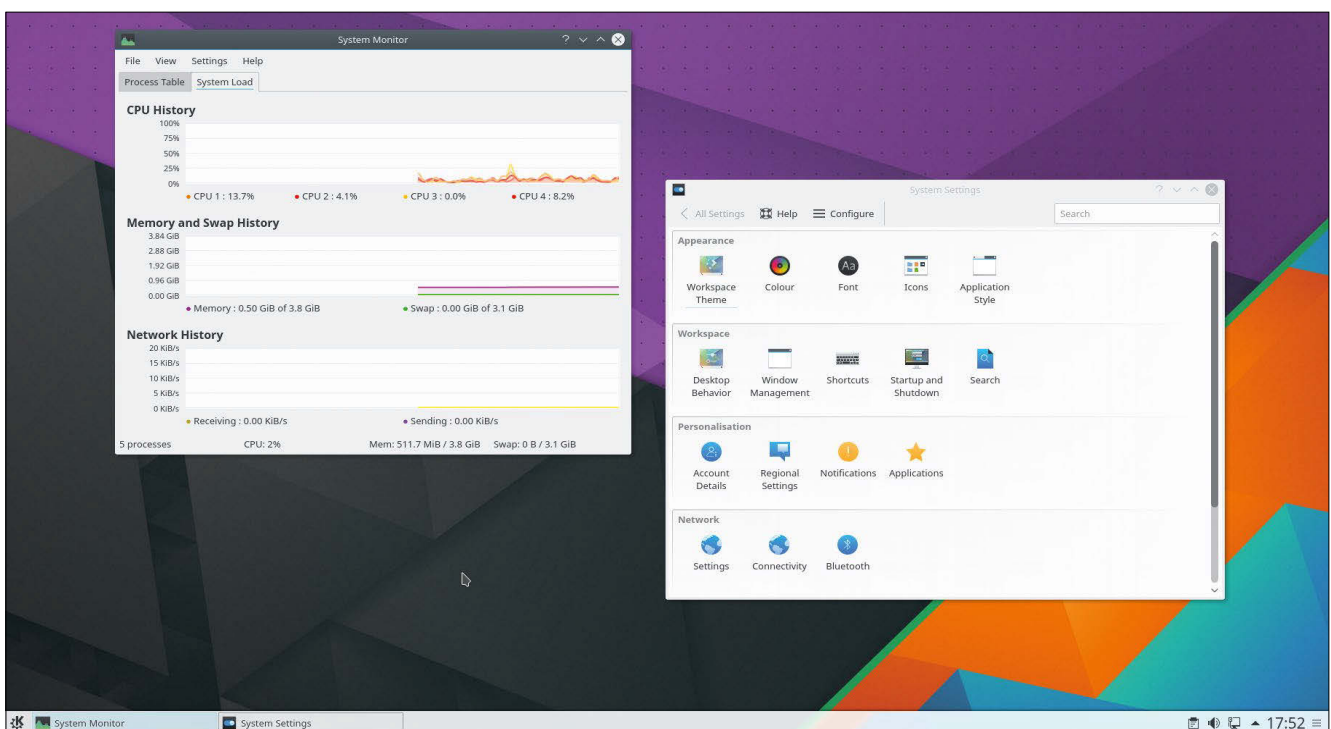 System Monitor
File View Settings Help
Process Table System Load
CPU History
100%
75%
50%
25%
0%
CPU 1 : 13.7% CPU 2 : 4.1% CPU 3 : 0.0% CPU 4 : 8.2%
Memory and Swap History
3.84 GiB
2.88 GiB
1.92 GiB
0.96 GiB
0.00 GiB
Memory : 0.50 GiB of 3.8 GiB Swap : 0.00 GiB of 3.1 GiB
Network History
20 KiB/s
15 KiB/s
10 KiB/s
5 KiB/s
0 KiB/s
Receiving : 0.00 KiB/s Sending : 0.00 KiB/s
5 processes CPU: 2% Mem: 511.7 MiB / 3.8 GiB Swap: 0 B / 3.1 GiB
System Settings
All Settings Help Configure Search
Appearance
Aa
Workspace Colour Font Icons Application
Theme Style
Workspace
Desktop Window Shortcuts Startup and Search
Behavior Management Shutdown
Personalisation
Account Regional Notifications Applications
Details Settings
Network
Settings Connectivity Bluetooth
System Monitor System Settings 17:52